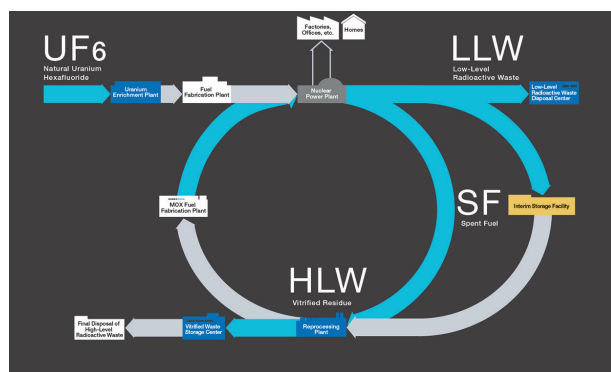 UF6
Natural Uranium
Hexafluoride
Factories,
Offices, etc.
Homes
LLW
Low-Level
Radioactive Waste
Uranium
Enrichment Plant
Fuel
Fabrication Plant
Nuclear
Power Plant
Low-Level
Radioactive Waste
Disposal Center
MOX Fuel
Fabrication Plant
SF
Spent Fuel
Interim Storage Facility
HLW
Vitrified Residue
Final Disposal of
High-Level
Radioactive Waste
Vitrified Waste
Storage Center
Reprocessing
Plant